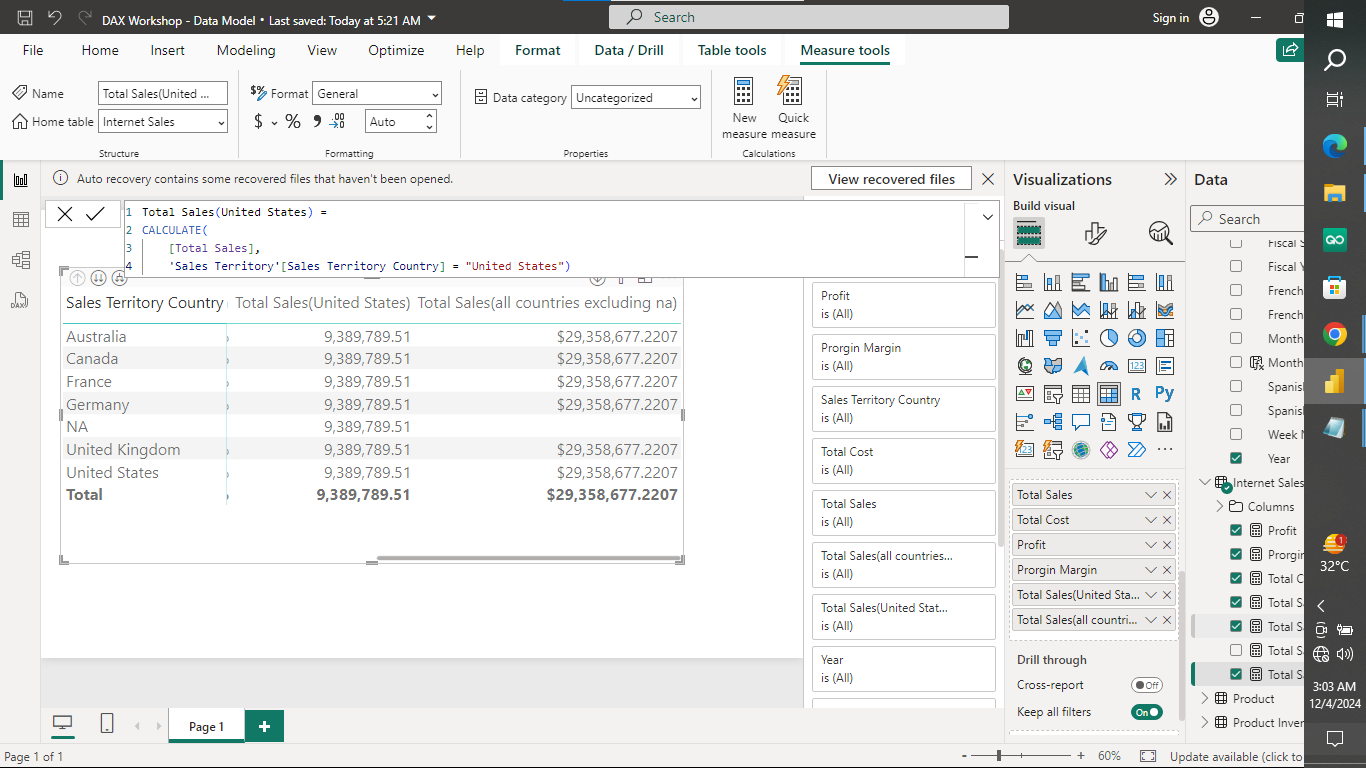 DAX Workshop - Data Model • Last saved: Today at 5:21 AM
Search
Sign in
File Home Insert Modeling View Optimize Help Format Data / Drill Table tools Measure tools
Name Total Sales(United ...
Home table Internet Sales
Structure
$% Format General
$ % Auto
Formatting
Data category Uncategorized
Properties
New measure
Quick measure
Calculations
Auto recovery contains some recovered files that haven't been opened.
View recovered files
1 Total Sales(United States) =
2 CALCULATE(
3 [Total Sales],
4 'Sales Territory'[Sales Territory Country] = "United States")
Sales Territory Country Total Sales(United States) Total Sales(all countries excluding na)
Australia 9,389,789.51 $29,358,677.2207
Canada 9,389,789.51 $29,358,677.2207
France 9,389,789.51 $29,358,677.2207
Germany 9,389,789.51 $29,358,677.2207
NA 9,389,789.51
United Kingdom 9,389,789.51 $29,358,677.2207
United States 9,389,789.51 $29,358,677.2207
Total 9,389,789.51 $29,358,677.2207
Profit
is (All)
Prorgin Margin
is (All)
Sales Territory Country
is (All)
Total Cost
is (All)
Total Sales
is (All)
Total Sales(all countries...
is (All)
Total Sales(United Stat...
is (All)
Year
is (All)
Visualizations
Build visual
R Py
Total Sales
Total Cost
Profit
Prorgin Margin
Total Sales(United Sta...
Total Sales(all countri...
Drill through
Cross-report Off
Keep all filters On
Data
Search
Fiscal S
Fiscal Y
French
French
Month
Month
Spanish
Spanis
Week N
Year
Internet Sales
Columns
Profit
Prorgin
Total C
Total S
Total S
Total S
Total S
Product
Product Inven
Page 1
Page 1 of 1
- + 60%
Update available (click to
32°C
3:03 AM
12/4/2024